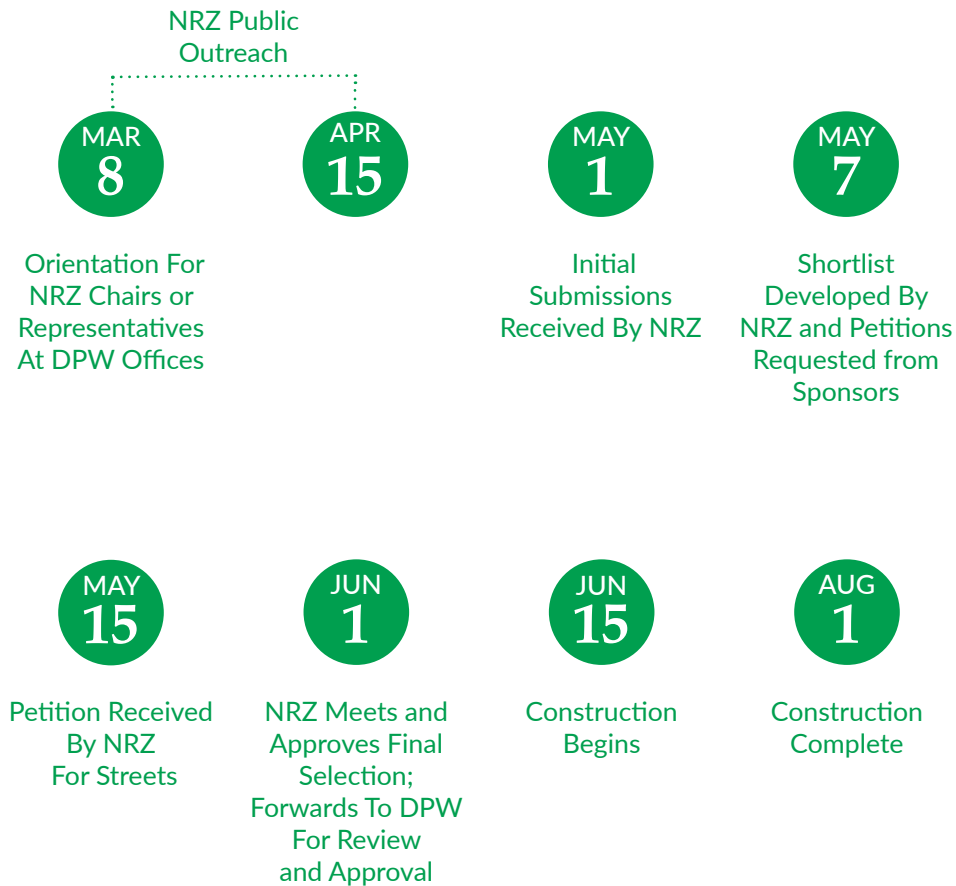 NRZ Public
Outreach
MAR
8
APR
15
MAY
1
MAY
7
Orientation For
NRZ Chairs or
Representatives
At DPW Offices
Initial
Submissions
Received By NRZ
Shortlist
Developed By
NRZ and Petitions
Requested from
Sponsors
MAY
15
JUN
1
JUN
15
AUG
1
Petition Received
By NRZ
For Streets
NRZ Meets and
Approves Final
Selection;
Forwards To DPW
For Review
and Approval
Construction
Begins
Construction
Complete